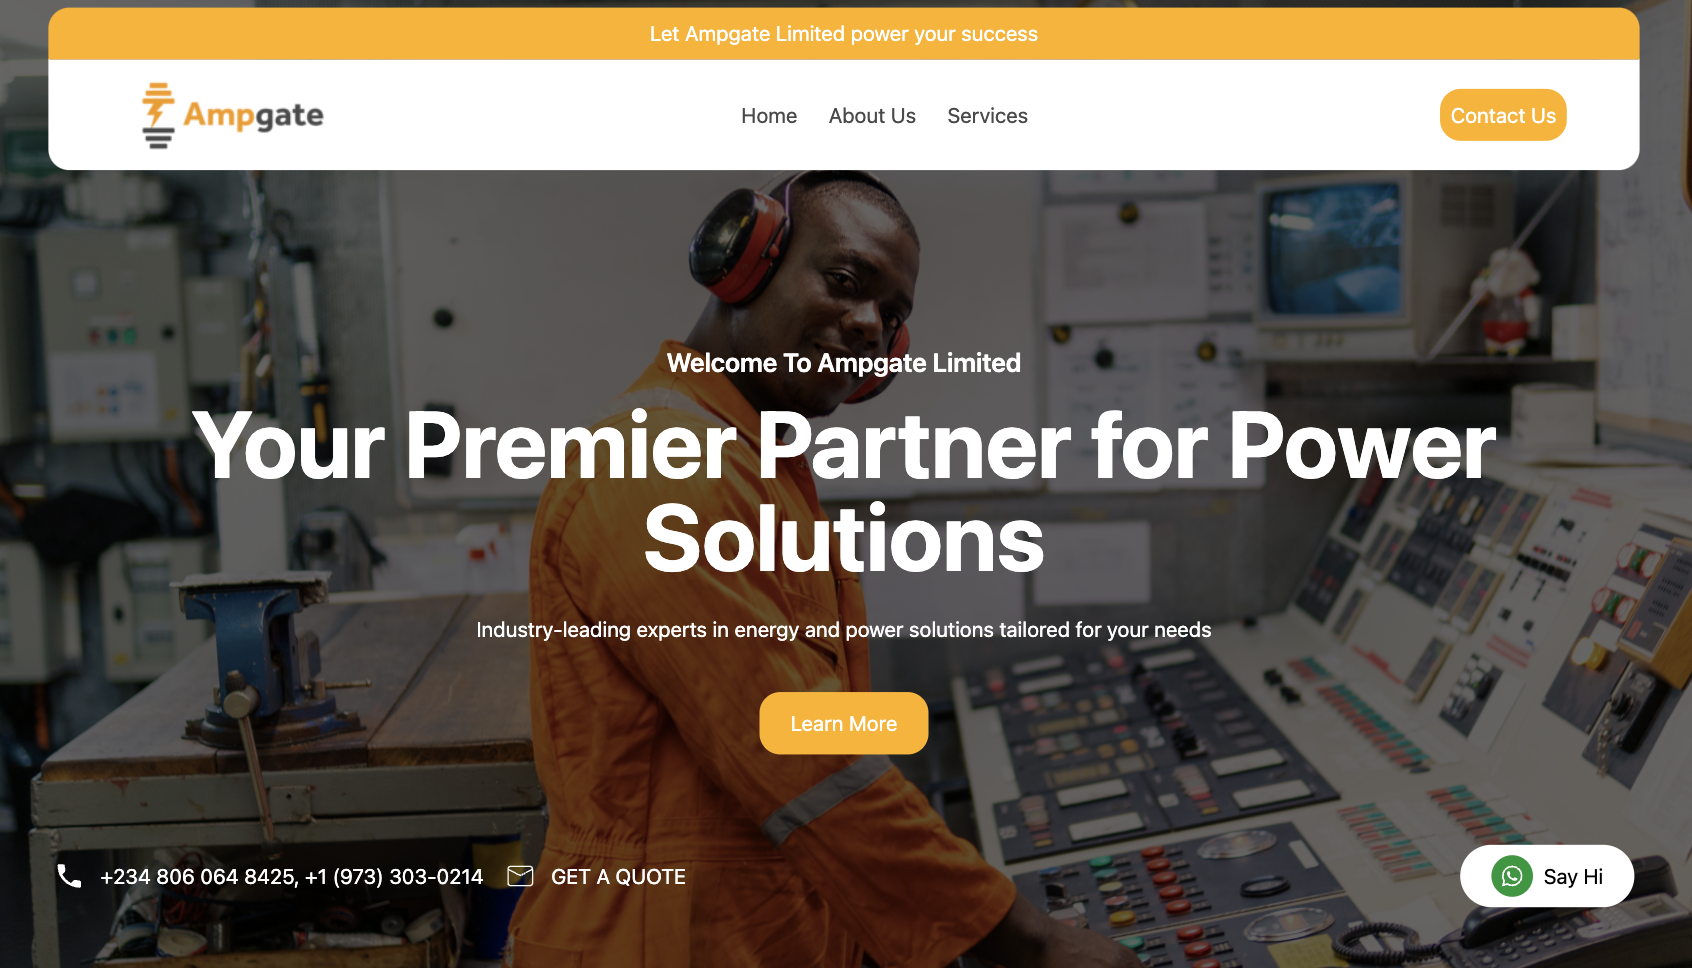 Let Ampgate Limited power your success
Ampgate
Home
About Us
Services
Contact Us
Welcome To Ampgate Limited
Your Premier Partner for Power
Solutions
Industry-leading experts in energy and power solutions tailored for your needs
Learn More
+234 806 064 8425, +1 (973) 303-0214
GET A QUOTE
Say Hi